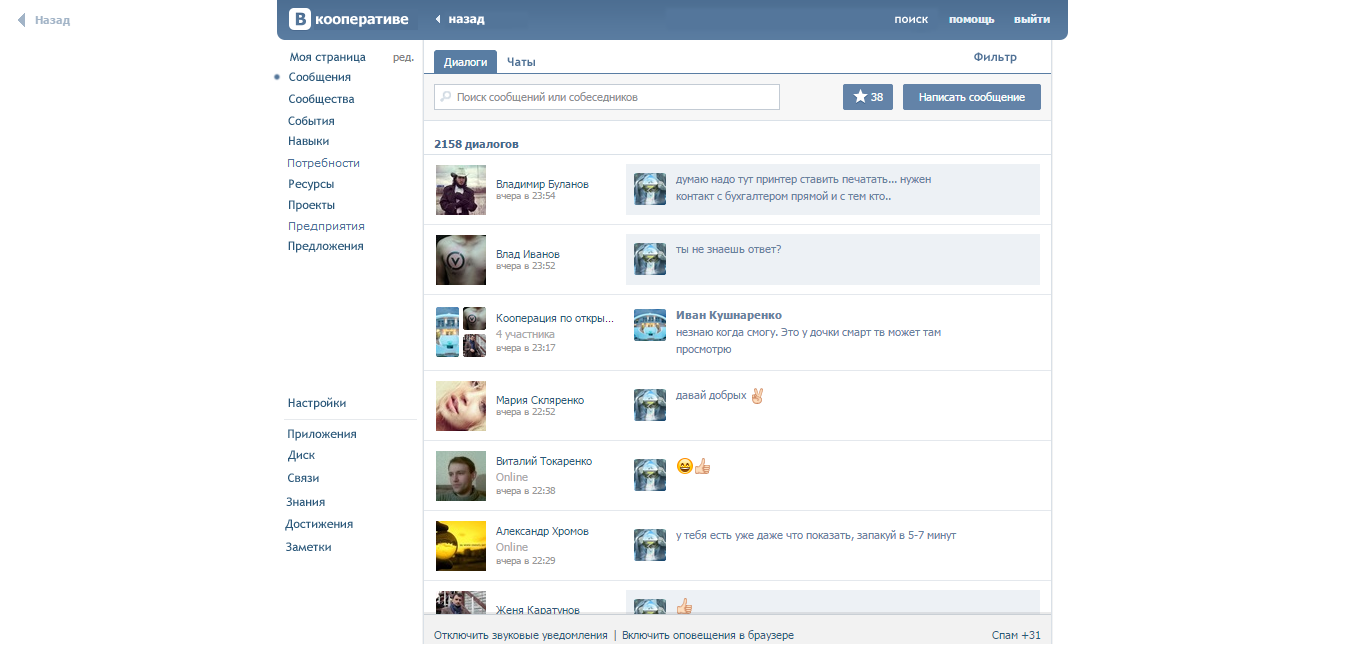 Назад
В кооперативе
назад
поиск
помощь
выйти
Моя страница
ред.
Сообщения
Сообщества
События
Навыки
Потребности
Ресурсы
Проекты
Предприятия
Предложения
Настройки
Приложения
Диск
Связи
Знания
Достижения
Заметки
Диалоги
Чаты
Фильтр
Поиск сообщений или собеседников
38
Написать сообщение
2158 диалогов
Владимир Буланов
вчера в 23:54
думаю надо тут принтер ставить печатать... нужен
контакт с бухгалтером прямой и с тем кто..
Влад Иванов
вчера в 23:52
ты не знаешь ответ?
Кооперация по откры...
4 участника
вчера в 23:17
Иван Кушнаренко
незнаю когда смогу. Это у дочки смарт тв может там
просмотрю
Мария Скляренко
вчера в 22:52
давай добрых ✌
Виталий Токаренко
Online
вчера в 22:38
😄👍
Александр Хромов
Online
вчера в 22:29
у тебя есть уже даже что показать, запакуй в 5-7 минут
Женя Каратунов
👍
Отключить звуковые уведомления | Включить оповещения в браузере
Спам +31